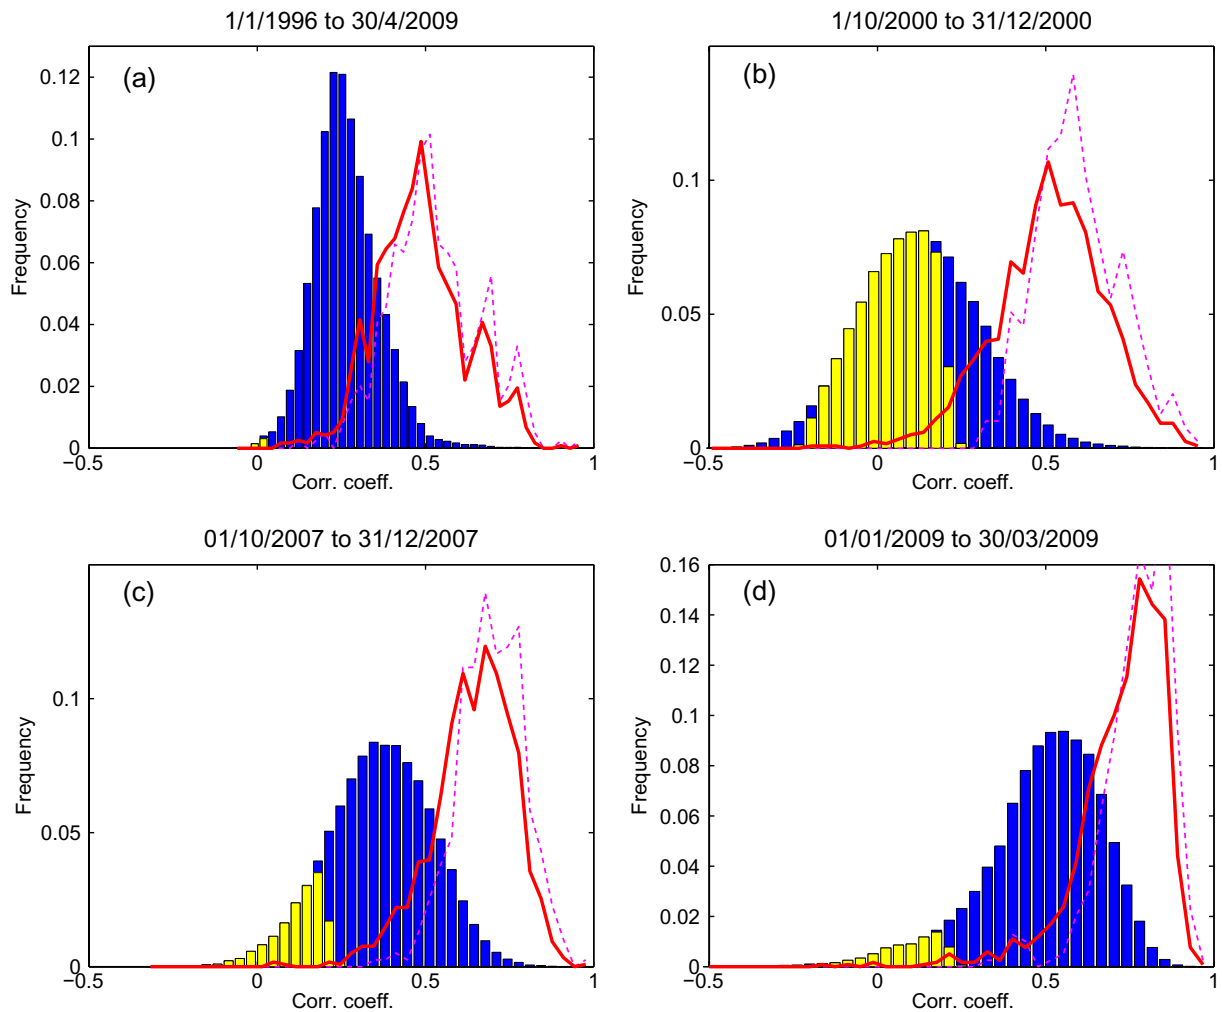 1/1/1996 to 30/4/2009
(a)
Frequency
0.12
0.1
0.08
0.06
0.04
0.02
0
−0.5
0
0.5
1
Corr. coeff.
1/10/2000 to 31/12/2000
(b)
Frequency
0.1
0.05
0
−0.5
0
0.5
1
Corr. coeff.
01/10/2007 to 31/12/2007
(c)
Frequency
0.1
0.05
0
−0.5
0
0.5
1
Corr. coeff.
01/01/2009 to 30/03/2009
(d)
Frequency
0.16
0.14
0.12
0.1
0.08
0.06
0.04
0.02
0
−0.5
0
0.5
1
Corr. coeff.